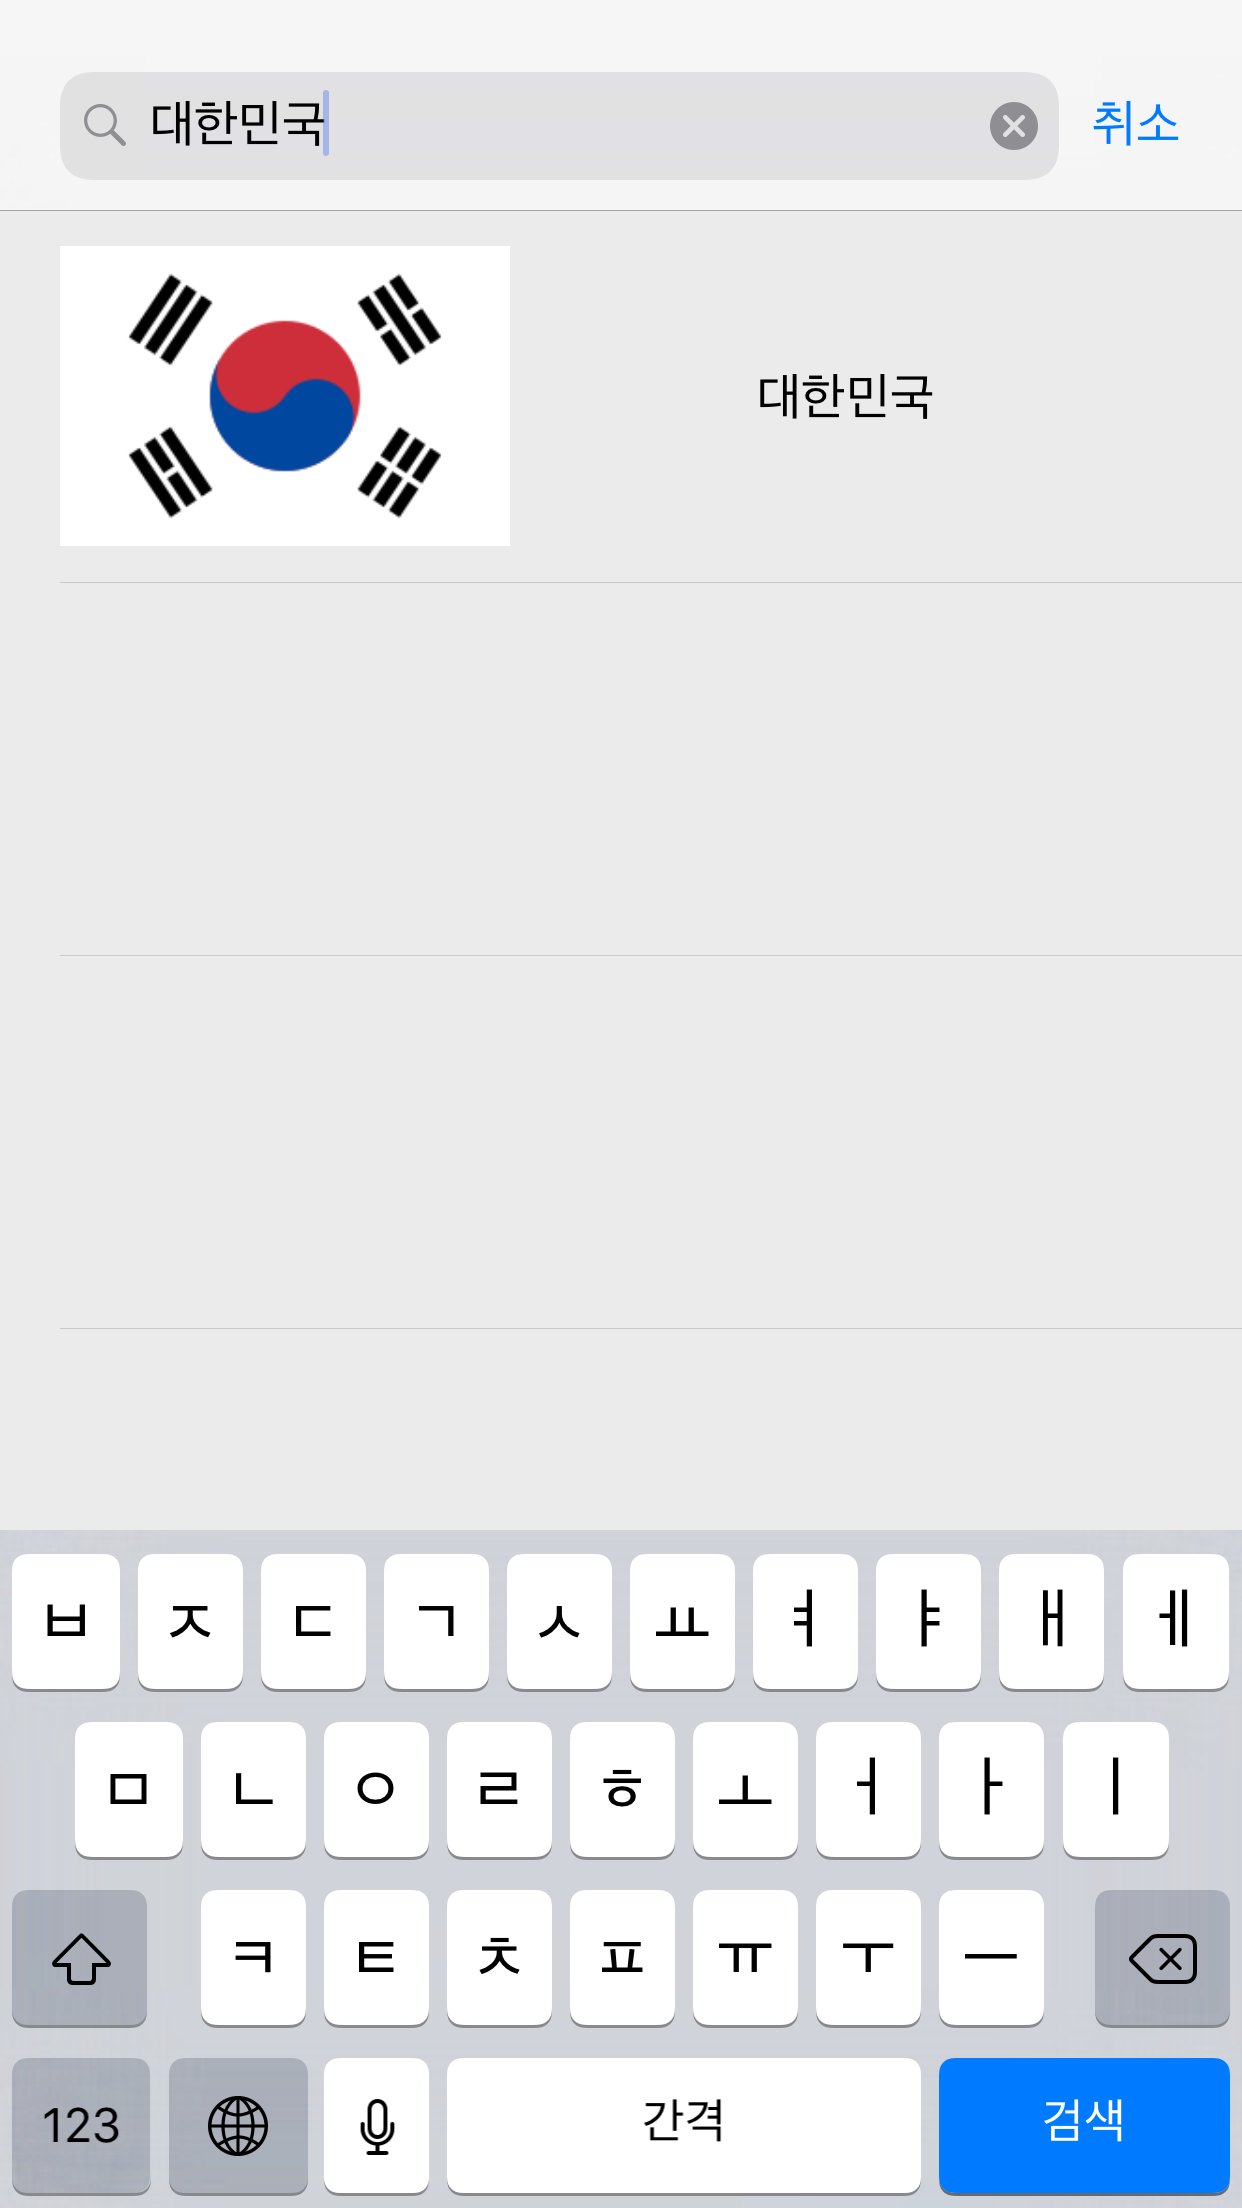 대한민국 취소
대한민국
ㅂ ㅈ ㄷ ㄱ ㅅ ㅛ ㅕ ㅑ ㅐ ㅔ
ㅁ ㄴ ㅇ ㄹ ㅎ ㅗ ㅓ ㅏ ㅣ
ㅋ ㅌ ㅊ ㅍ ㅠ ㅜ ㅡ
123 간격 검색